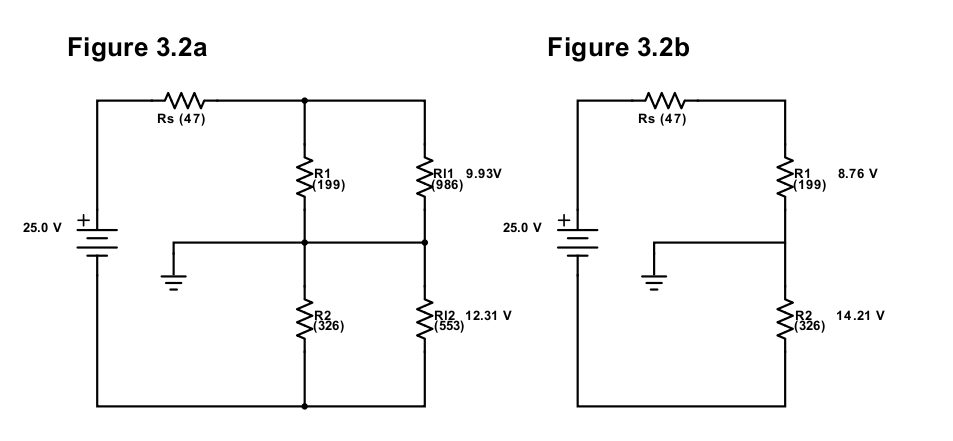 Figure 3.2a
Rs (47)
R1
(199)
Rl1 9.93V
(986)
25.0 V
+
R2
(326)
Rl2 12.31 V
(553)
Figure 3.2b
Rs (47)
R1 8.76 V
(199)
25.0 V
+
R2 14.21 V
(326)